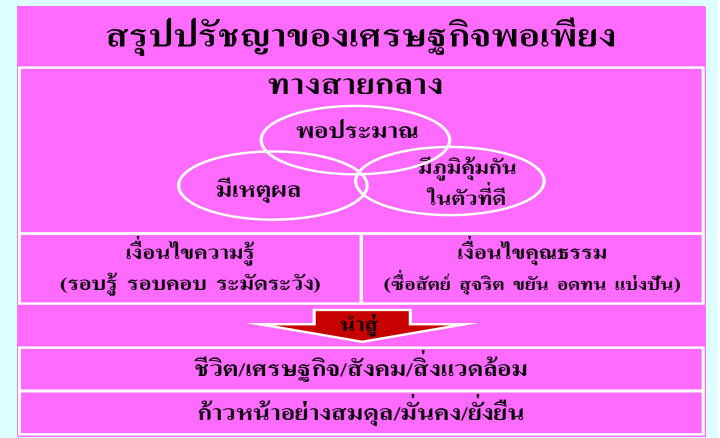 สรุปปรัชญาของเศรษฐกิจพอเพียง
ทางสายกลาง
พอประมาณ
มีเหตุผล
มีภูมิคุ้มกัน
ในตัวที่ดี
เงื่อนไขความรู้
(รอบรู้ รอบคอบ ระมัดระวัง)
เงื่อนไขคุณธรรม
(ซื่อสัตย์ สุจริต ขยัน อดทน แบ่งปัน)
นำสู่
ชีวิต/เศรษฐกิจ/สังคม/สิ่งแวดล้อม
ก้าวหน้าอย่างสมดุล/มั่นคง/ยั่งยืน